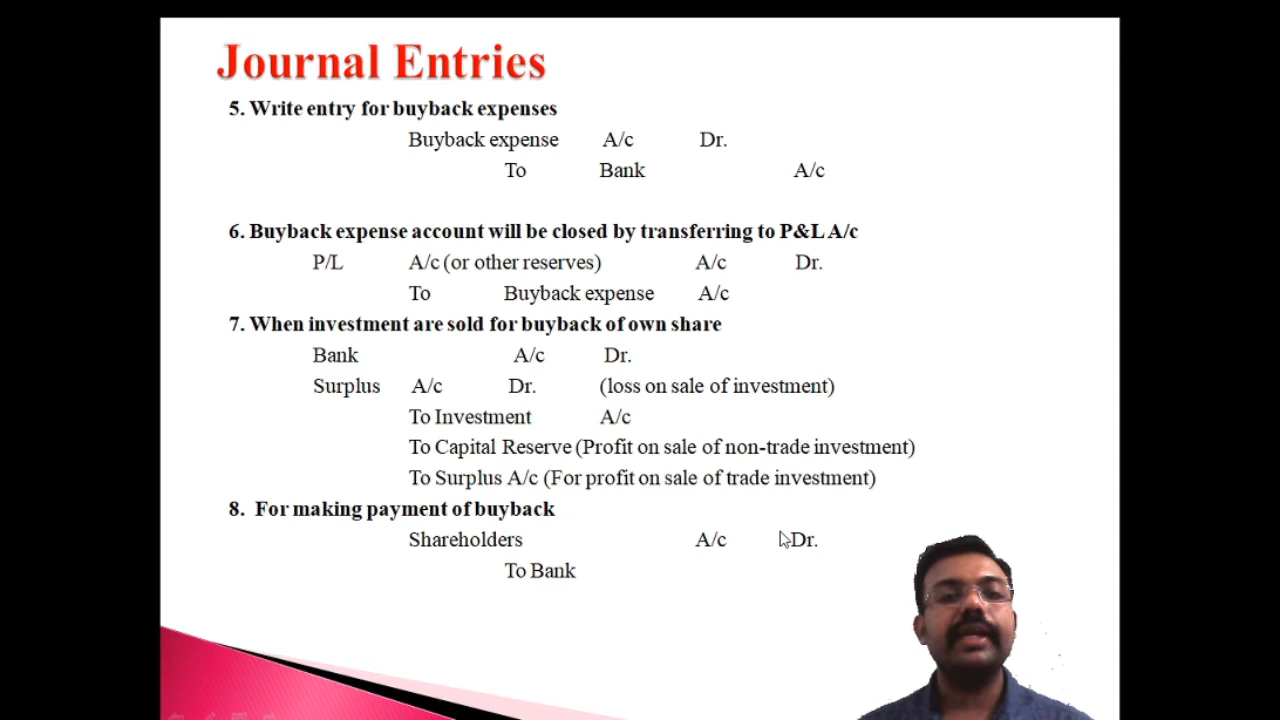 Journal Entries
5. Write entry for buyback expenses
Buyback expense A/c Dr.
To Bank A/c
6. Buyback expense account will be closed by transferring to P&L A/c
P/L A/c (or other reserves) A/c Dr.
To Buyback expense A/c
7. When investment are sold for buyback of own share
Bank A/c Dr.
Surplus A/c Dr. (loss on sale of investment)
To Investment A/c
To Capital Reserve (Profit on sale of non-trade investment)
To Surplus A/c (For profit on sale of trade investment)
8. For making payment of buyback
Shareholders A/c Dr.
To Bank